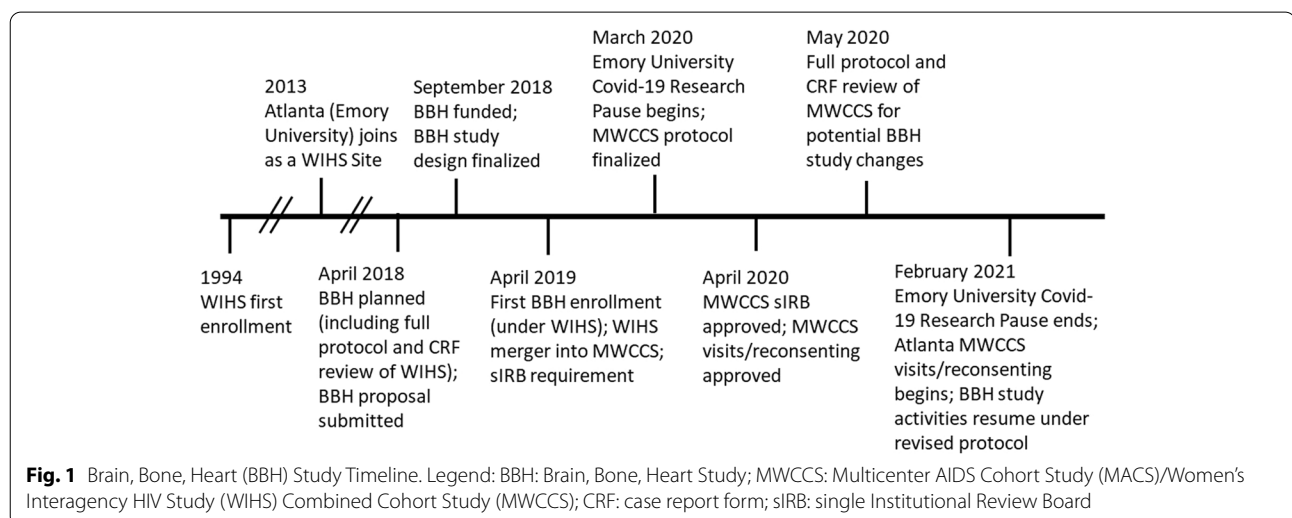 2013
Atlanta (Emory
University) joins
as a WIHS Site
September 2018
BBH funded;
BBH study
design finalized
March 2020
Emory University
Covid-19 Research
Pause begins;
MWCCS protocol
finalized
May 2020
Full protocol and
CRF review of
MWCCS for
potential BBH
study changes
1994
WIHS first
enrollment
April 2018
BBH planned
(including full
protocol and CRF
review of WIHS);
BBH proposal
submitted
April 2019
First BBH enrollment
(under WIHS); WIHS
merger into MWCCS;
sIRB requirement
April 2020
MWCCS sIRB
approved; MWCCS
visits/reconsenting
approved
February 2021
Emory University Covid-
19 Research Pause ends;
Atlanta MWCCS
visits/reconsenting
begins; BBH study
activities resume under
revised protocol
Fig. 1 Brain, Bone, Heart (BBH) Study Timeline. Legend: BBH: Brain, Bone, Heart Study; MWCCS: Multicenter AIDS Cohort Study (MACS)/Women's
Interagency HIV Study (WIHS) Combined Cohort Study (MWCCS); CRF: case report form; sIRB: single Institutional Review Board